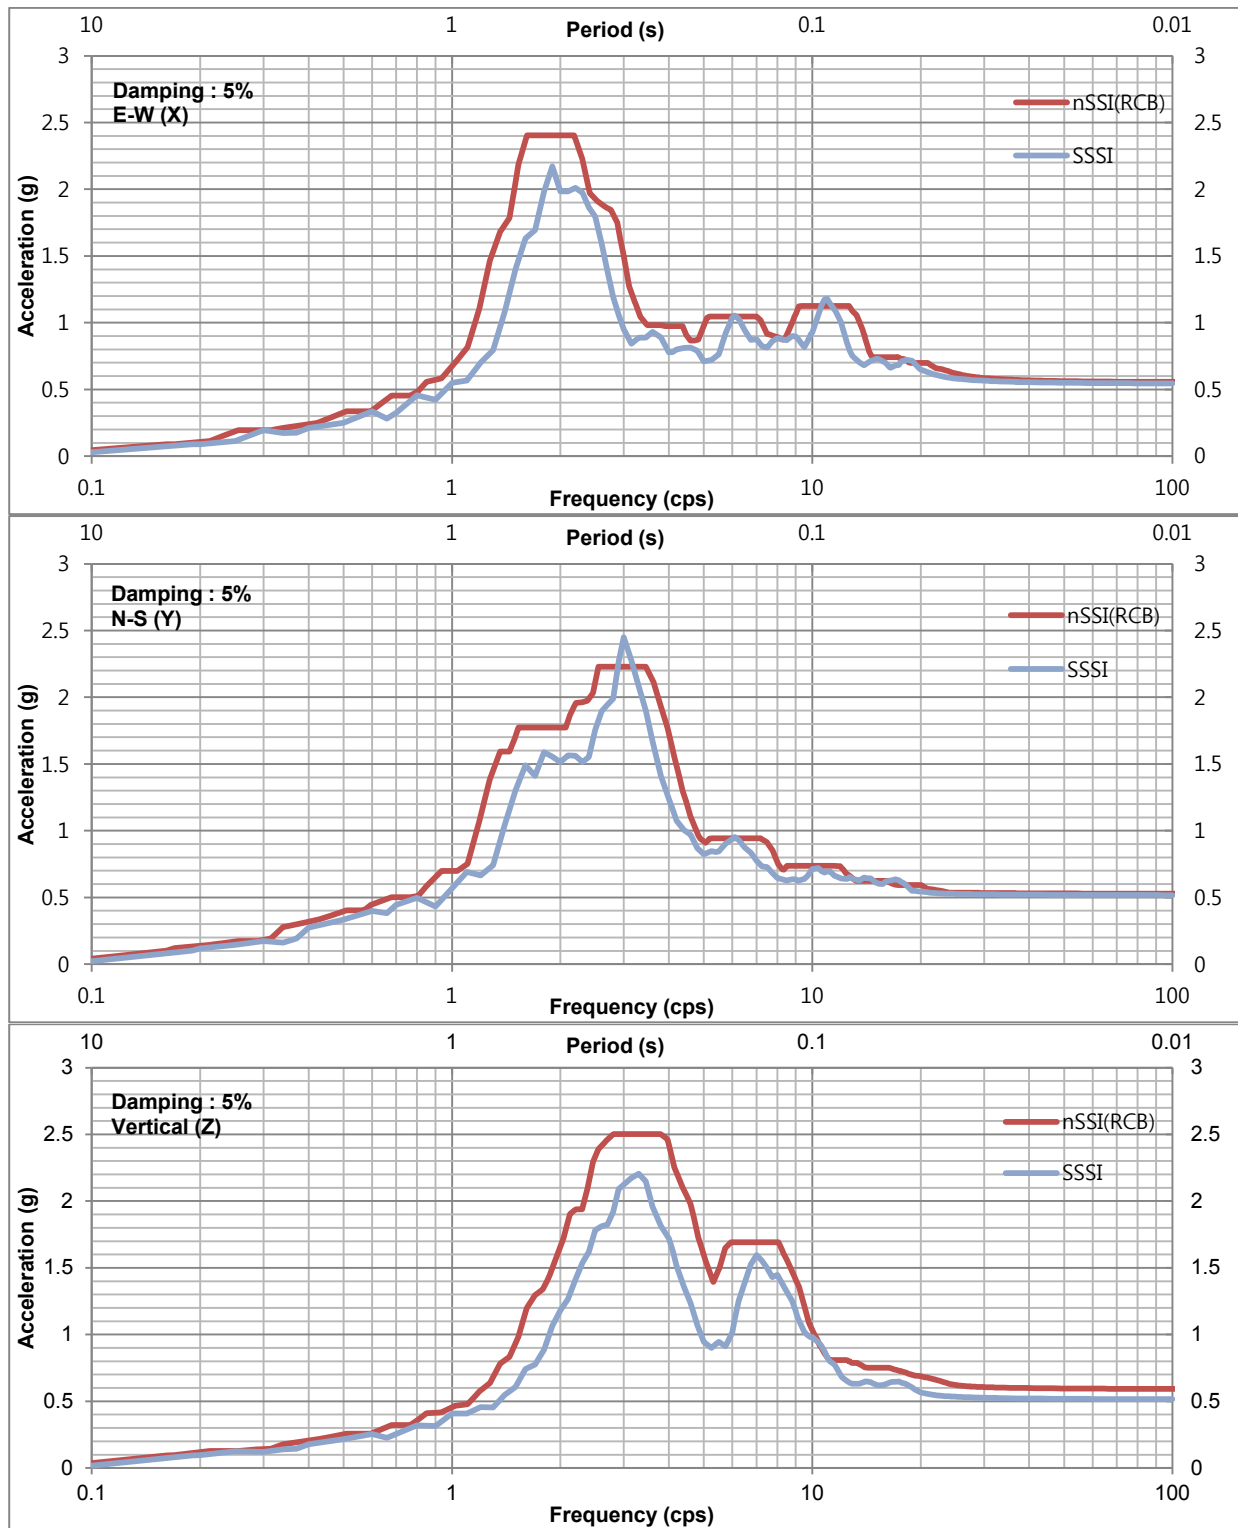 10 1 0.1 0.01
Period (s)
3 3
Damping : 5%
E-W (X)
nSSI(RCB)
2.5 2.5
SSSI
2 2
Acceleration (g)
1.5 1.5
1 1
0.5 0.5
0 0
0.1 1 10 100
Frequency (cps)
10 1 0.1 0.01
Period (s)
3 3
Damping : 5%
N-S (Y)
nSSI(RCB)
2.5 2.5
SSSI
2 2
Acceleration (g)
1.5 1.5
1 1
0.5 0.5
0 0
0.1 1 10 100
Frequency (cps)
10 1 0.1 0.01
Period (s)
3 3
Damping : 5%
Vertical (Z)
nSSI(RCB)
2.5 2.5
SSSI
2 2
Acceleration (g)
1.5 1.5
1 1
0.5 0.5
0 0
0.1 1 10 100
Frequency (cps)